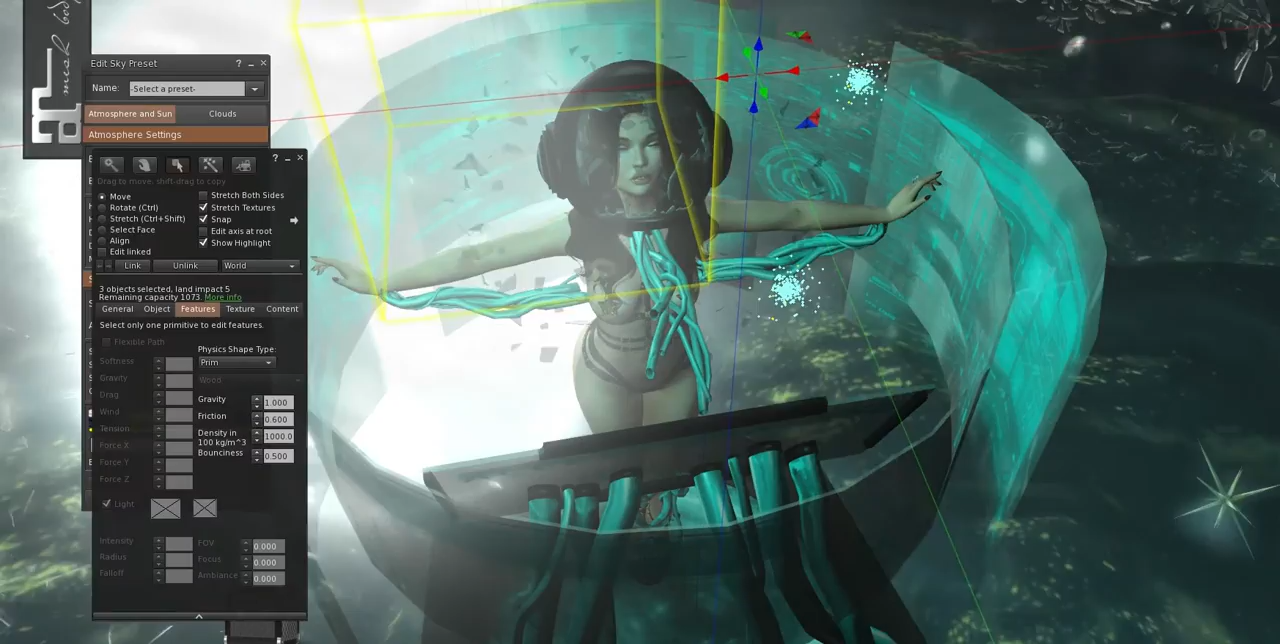 mesh body
Edit Sky Preset
? _ ×
Name: -Select a preset-
Atmosphere and Sun Clouds
Atmosphere Settings
? _ ×
Drag to move, shift-drag to copy
Move
Rotate (Ctrl)
Stretch (Ctrl+Shift)
Select Face
Align
Edit linked
Stretch Both Sides
Stretch Textures
Snap
Edit axis at root
Show Highlight
Link Unlink World
3 objects selected, land impact 5
Remaining capacity 1073. More info
General Object Features Texture Content
Select only one primitive to edit features.
Flexible Path
Softness
Gravity
Drag
Wind
Tension
Force X
Force Y
Force Z
Physics Shape Type:
Prim
Wood
Gravity 1.000
Friction 0.600
Density in
100 kg/m^3 1000.0
Bounciness 0.500
Light
Intensity
Radius
Falloff
FOV 0.000
Focus 0.000
Ambiance 0.000